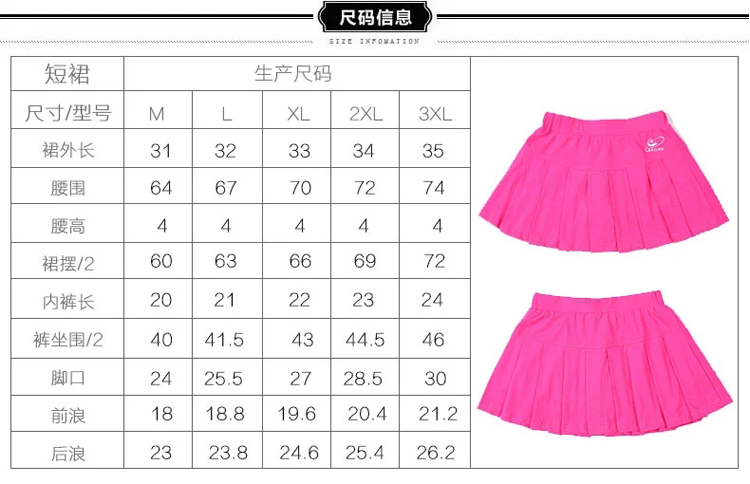 尺码信息
SIZE INFOMATION
短裙 生产尺码
尺寸/型号 M L XL 2XL 3XL
裙外长 31 32 33 34 35
腰围 64 67 70 72 74
腰高 4 4 4 4 4
裙摆/2 60 63 66 69 72
内裤长 20 21 22 23 24
裤坐围/2 40 41.5 43 44.5 46
脚口 24 25.5 27 28.5 30
前浪 18 18.8 19.6 20.4 21.2
后浪 23 23.8 24.6 25.4 26.2